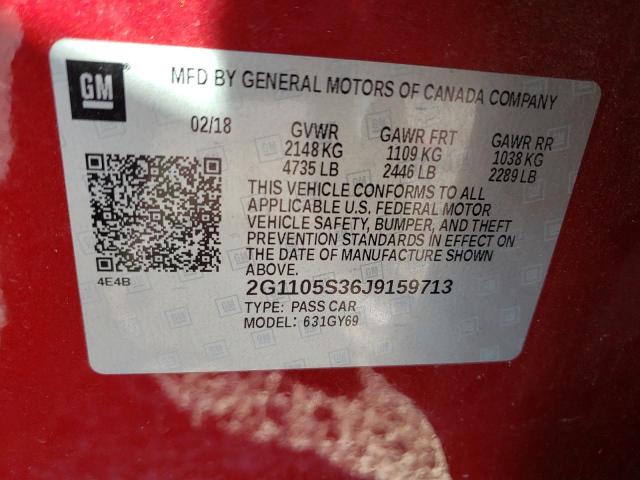 GM
MFD BY GENERAL MOTORS OF CANADA COMPANY
02/18 GVWR GAWR FRT GAWR RR
2148 KG 1109 KG 1038 KG
4735 LB 2446 LB 2289 LB
THIS VEHICLE CONFORMS TO ALL
APPLICABLE U.S. FEDERAL MOTOR
VEHICLE SAFETY, BUMPER, AND THEFT
PREVENTION STANDARDS IN EFFECT ON
THE DATE OF MANUFACTURE SHOWN
ABOVE.
4E4B
2G1105S36J9159713
TYPE: PASS CAR
MODEL: 631GY69